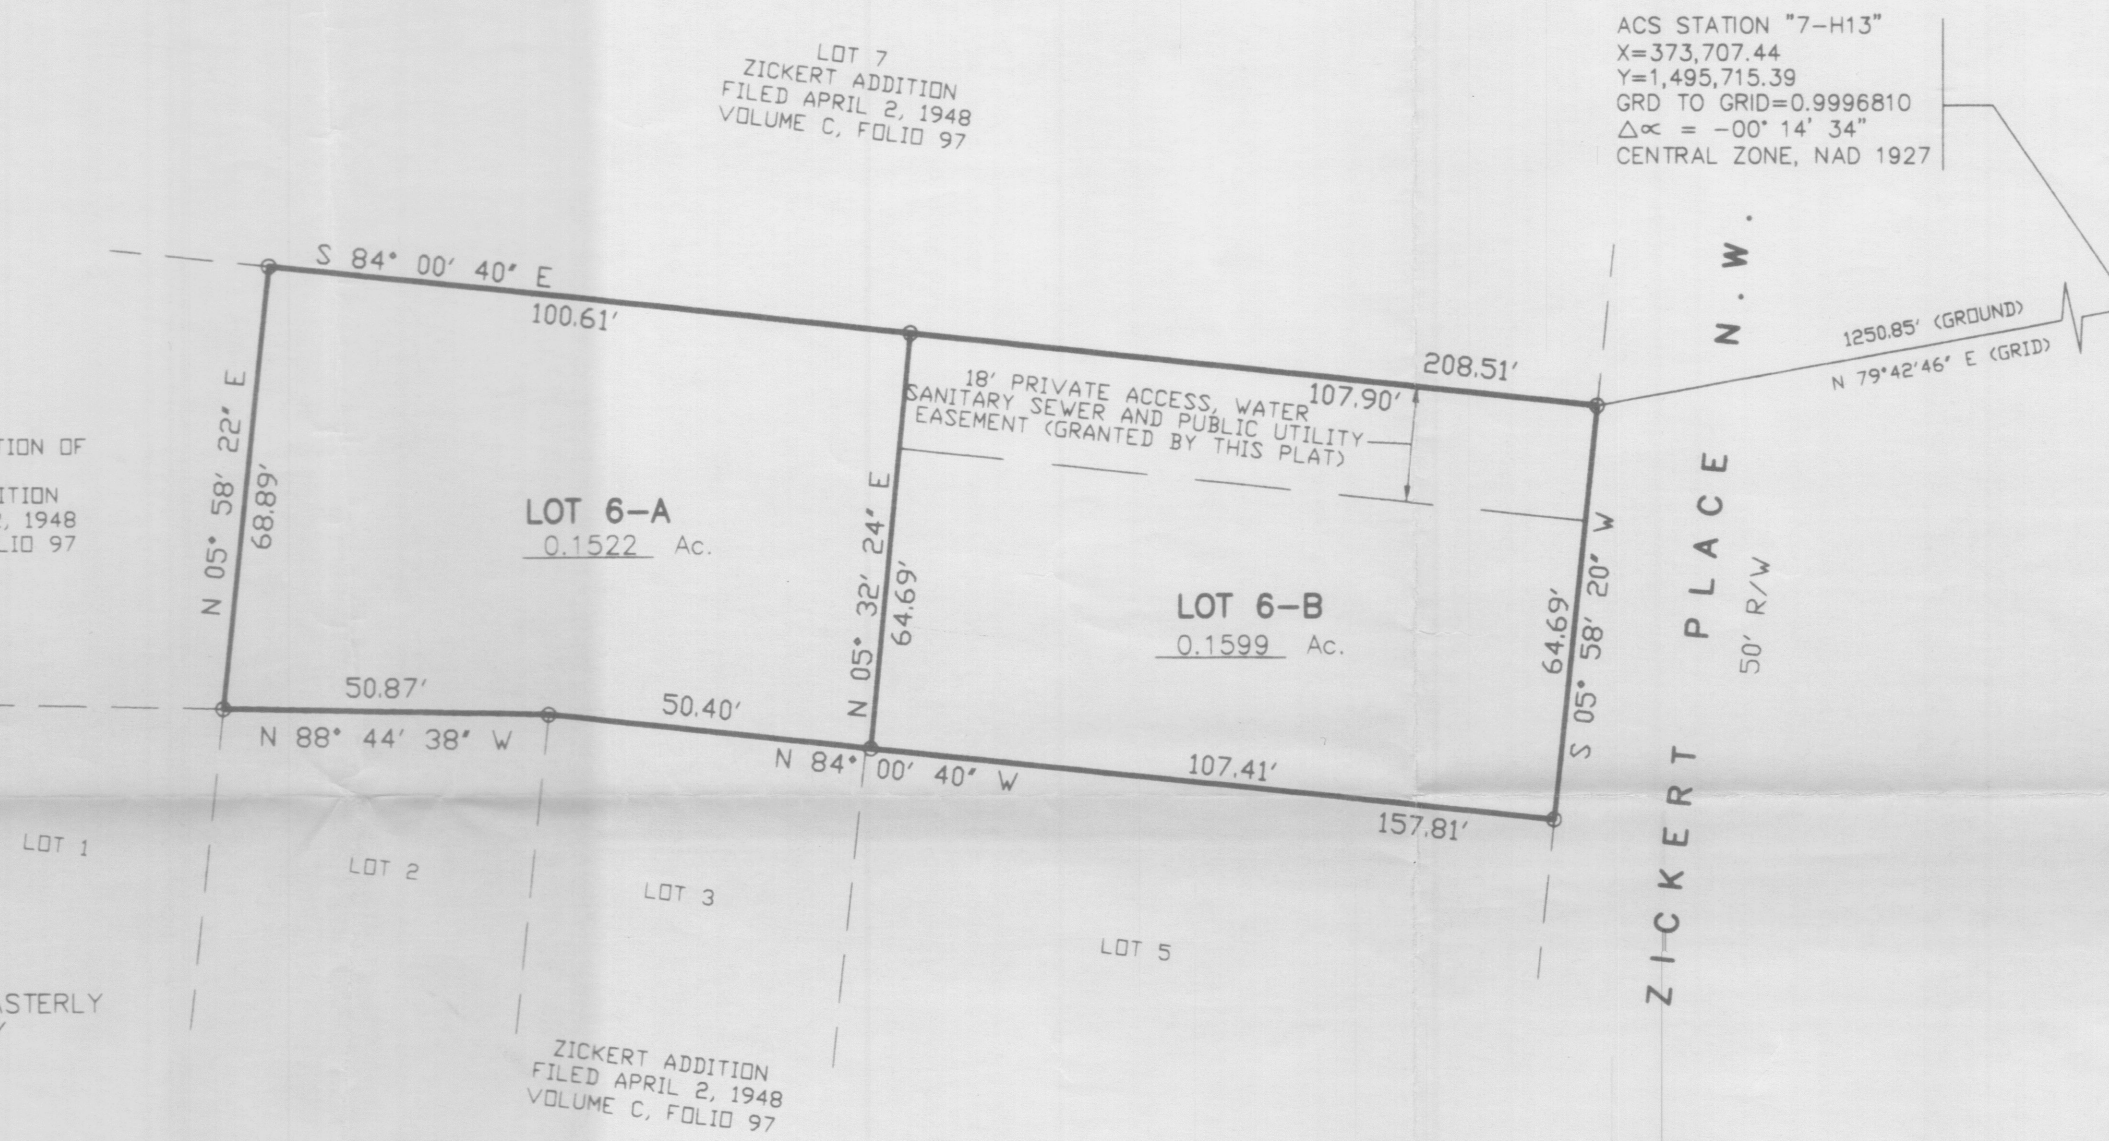 LOT 7
ZICKERT ADDITION
FILED APRIL 2, 1948
VOLUME C, FOLIO 97
ACS STATION "7-H13"
X=373,707.44
Y=1,495,715.39
GRD TO GRID=0.9996810
Δ∝ = -00° 14' 34"
CENTRAL ZONE, NAD 1927
S 84° 00' 40" E
100.61'
208.51'
107.90'
18' PRIVATE ACCESS, WATER
SANITARY SEWER AND PUBLIC UTILITY
EASEMENT (GRANTED BY THIS PLAT)
1250.85' (GROUND)
N 79°42'46" E (GRID)
N 05° 58' 22" E
68.89'
LOT 6-A
0.1522 Ac.
N 05° 32' 24" E
64.69'
LOT 6-B
0.1599 Ac.
64.69'
S 05° 58' 20" W
ZICKERT PLACE N.W.
50' R/W
TION OF
ITION
, 1948
LIO 97
50.87'
N 88° 44' 38" W
50.40'
N 84° 00' 40" W
107.41'
157.81'
LOT 1
LOT 2
LOT 3
LOT 5
ASTERLY
ZICKERT ADDITION
FILED APRIL 2, 1948
VOLUME C, FOLIO 97